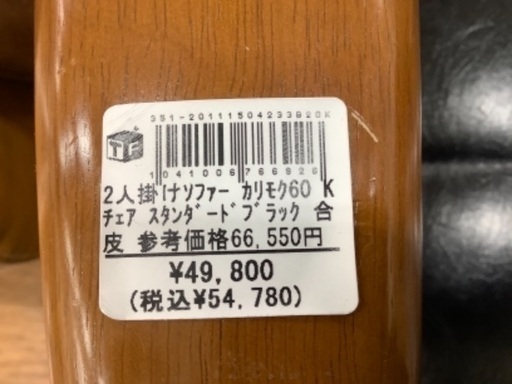 351-20111504233920K
TF
1041006766926
2人掛けソファー ｶﾘﾓｸ60 K
ﾁｪｱ ｽﾀﾝﾀﾞｰﾄﾞﾌﾞﾗｯｸ 合
皮 参考価格66,550円
¥49,800
(税込¥54,780)